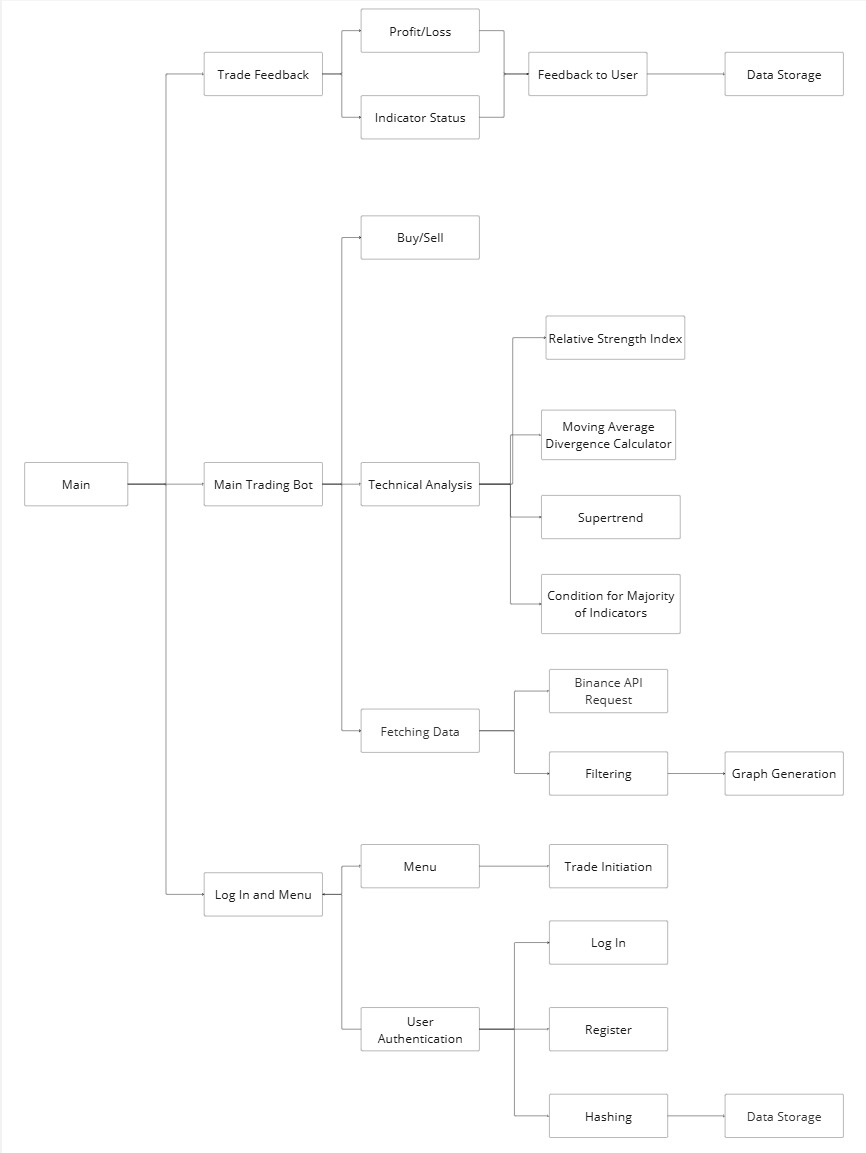 Profit/Loss
Trade Feedback
Feedback to User
Data Storage
Indicator Status
Buy/Sell
Relative Strength Index
Moving Average
Divergence Calculator
Main
Main Trading Bot
Technical Analysis
Supertrend
Condition for Majority
of Indicators
Binance API
Request
Fetching Data
Filtering
Graph Generation
Menu
Trade Initiation
Log In and Menu
Log In
User
Authentication
Register
Hashing
Data Storage